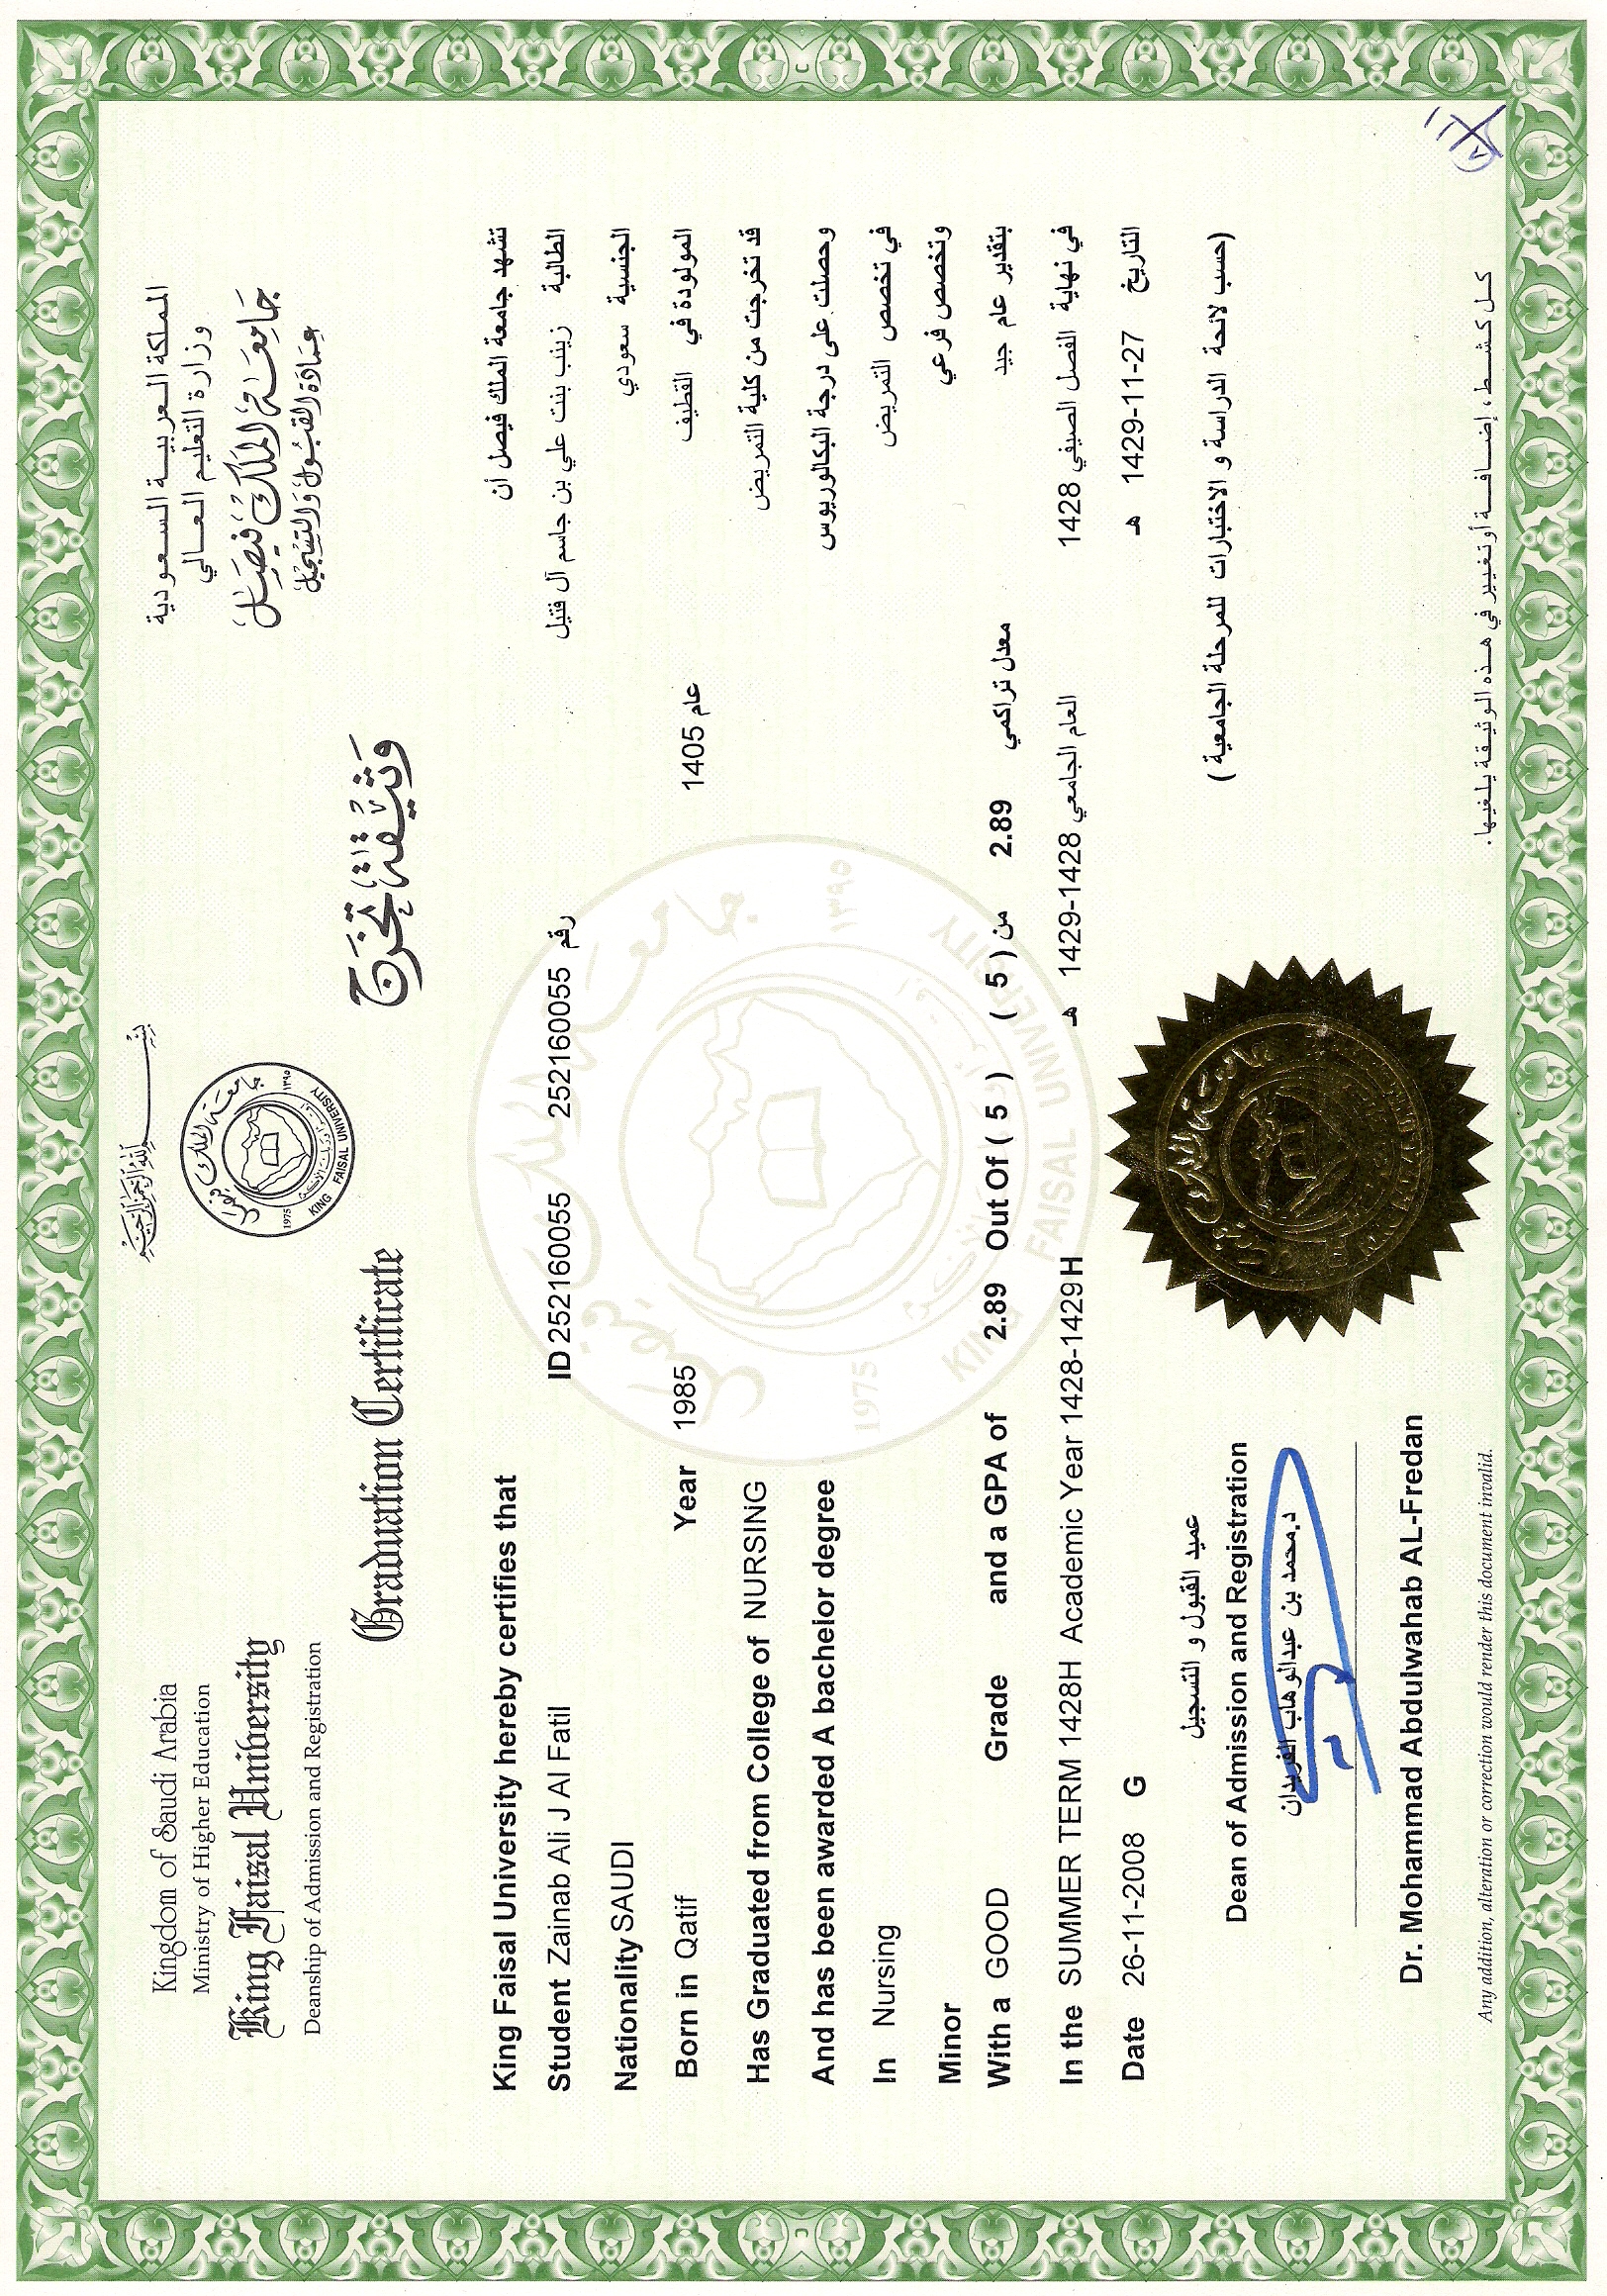 بسم الله الرحمن الرحيم
Kingdom of Saudi Arabia
Ministry of Higher Education
King Faisal University
Deanship of Admission and Registration
المملكة العربية السعودية
وزارة التعليم العالي
جامعة الملك فيصل
عمادة القبول والتسجيل
جامعة الملك فيصل
١٣٩٥
1975
KING FAISAL UNIVERSITY
Graduation Certificate
وثيقة تخرج
King Faisal University hereby certifies that
تشهد جامعة الملك فيصل أن
Student Zainab Ali J Al Fatil ID 252160055
252160055 رقم الطالبة زينب بنت علي بن جاسم آل فتيل
Nationality SAUDI
الجنسية سعودي
Born in Qatif Year 1985
المولودة في القطيف عام 1405
Has Graduated from College of NURSING
قد تخرجت من كلية التمريض
And has been awarded A bachelor degree
وحصلت على درجة البكالوريوس
In Nursing
في تخصص التمريض
Minor
وتخصص فرعي
With a GOOD Grade and a GPA of 2.89 Out Of ( 5 )
بتقدير عام جيد معدل تراكمي 2.89 من ( 5 )
In the SUMMER TERM 1428H Academic Year 1428-1429H
في نهاية الفصل الصيفي 1428 العام الجامعي 1428-1429 هـ
Date 26-11-2008 G
التاريخ 27-11-1429 هـ
(حسب لائحة الدراسة و الاختبارات للمرحلة الجامعية )
عميد القبول و التسجيل
Dean of Admission and Registration
د.محمد بن عبدالوهاب الفريدان
Dr. Mohammad Abdulwahab AL-Fredan
Any addition, alteration or correction would render this document invalid.
كل كشط، إضافة أو تغيير في هذه الوثيقة يلغيها.